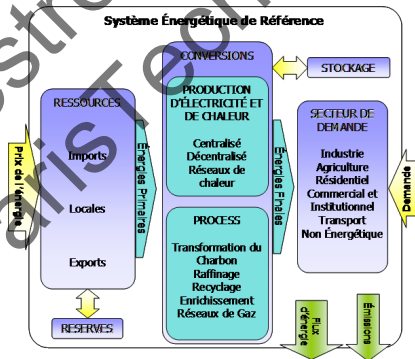 Système Énergétique de Référence
CONVERSIONS
STOCKAGE
PRODUCTION
D'ÉLECTRICITÉ ET
DE CHALEUR
Centralisé
Décentralisé
Réseaux de
chaleur
RESSOURCES
Imports
Locales
Exports
SECTEUR DE
DEMANDE
Industrie
Agriculture
Résidentiel
Commercial et
Institutionnel
Transport
Non Énergétique
Prix de l'énergie
Énergies Primaires
Énergies Finales
Demande
PROCESS
Transformation du
Charbon
Raffinage
Recyclage
Enrichissement
Réseaux de Gaz
RESERVES
Flux
d'énergie
Émissions